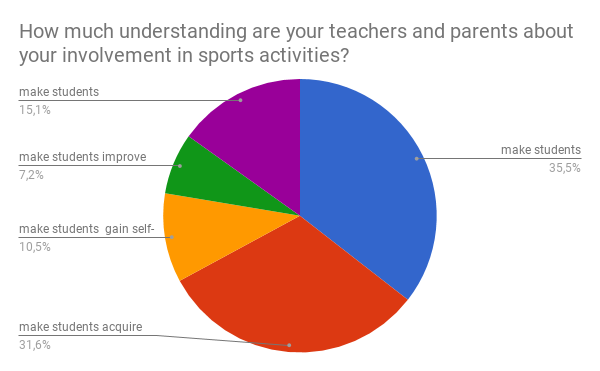 How much understanding are your teachers and parents about
your involvement in sports activities?
make students
15,1%
make students
35,5%
make students improve
7,2%
make students  gain self-
10,5%
make students acquire
31,6%